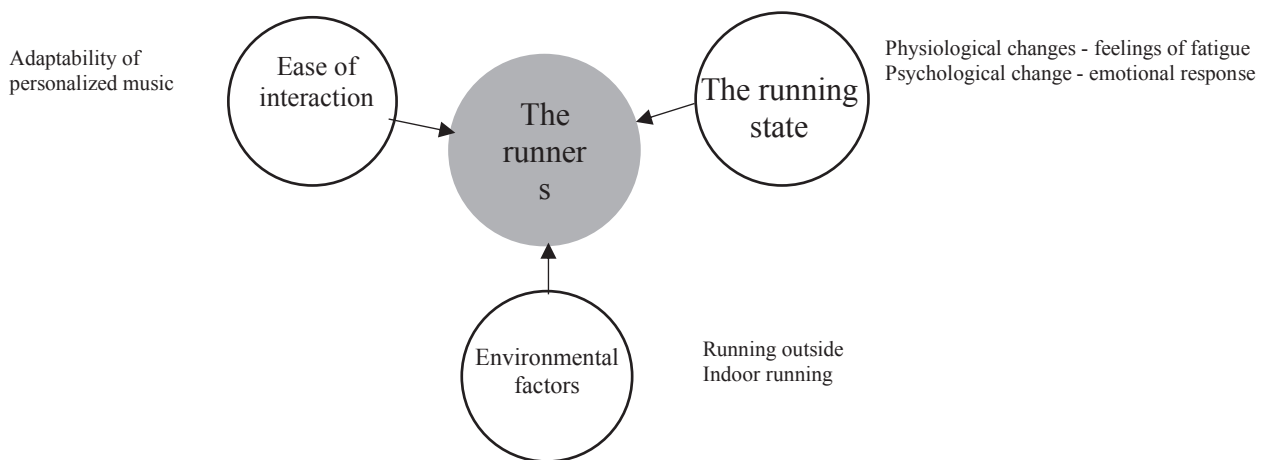 Adaptability of
personalized music
Ease of
interaction
The
runner
s
The running
state
Physiological changes - feelings of fatigue
Psychological change - emotional response
Environmental
factors
Running outside
Indoor running